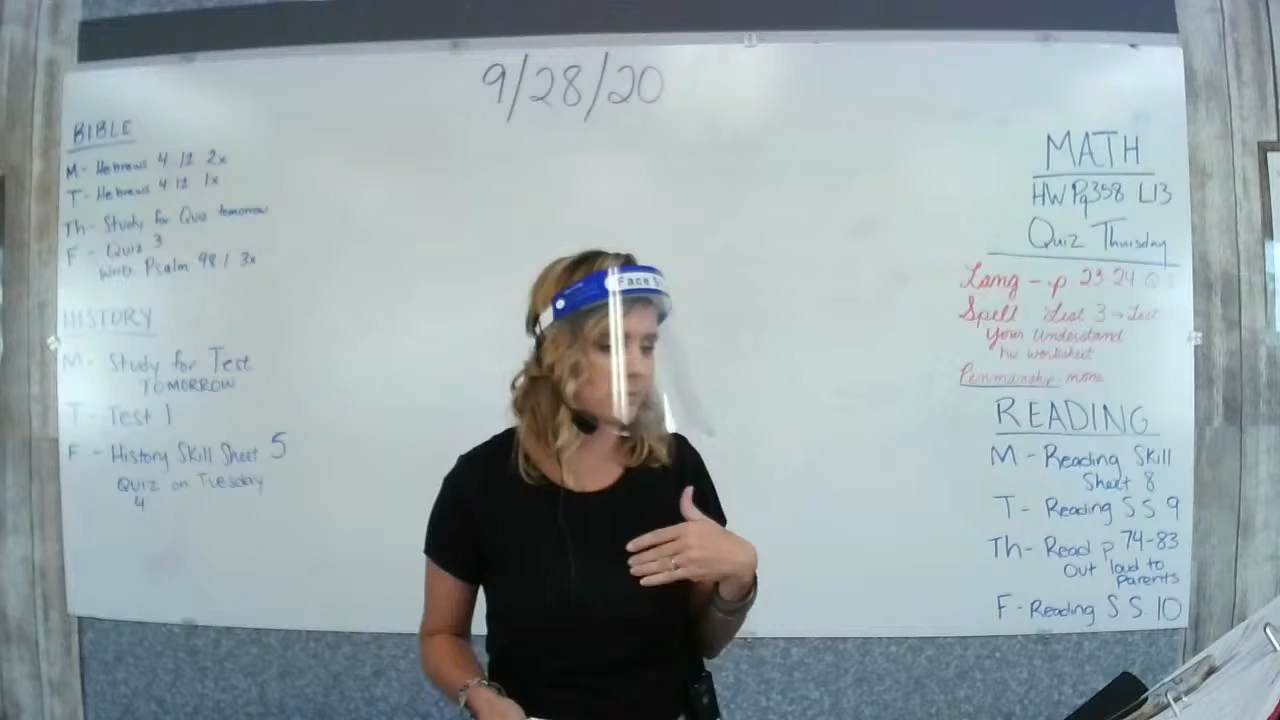 9/28/20
BIBLE
M- Hebrews 4 12 2x
T- Hebrews 4 12 1x
Th- Study for Quiz tomorrow
F - Quiz 3
Write Psalm 98 1 3x
HISTORY
M- Study for Test
TOMORROW
T- Test 1
F - History Skill Sheet 5
QUIZ on Tuesday
4
Face
MATH
HW Pg358 L13
Quiz Thursday
Lang - p 23 24
Spell List 3 → Test
Your Understand
hw worksheet
Penmanship- none
READING
M- Reading Skill
Sheet 8
T- Reading S S 9
Th- Read p 74-83
Out loud to
Parents
F - Reading S S 10